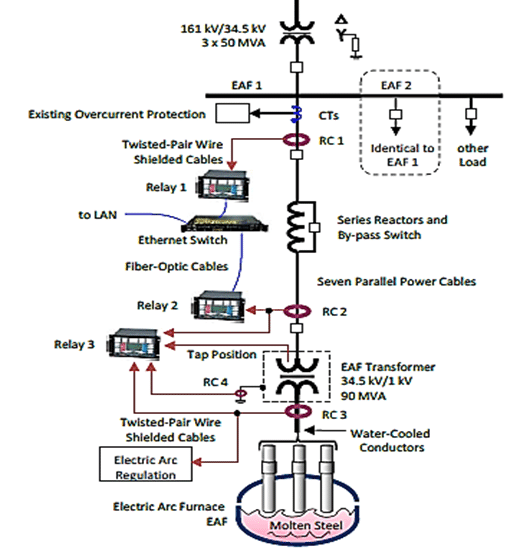 161 kV/34.5 kV
3 x 50 MVA
EAF 1
EAF 2
Existing Overcurrent Protection
CTs
Twisted-Pair Wire
Shielded Cables
RC 1
Identical to
EAF 1
other
Load
Relay 1
to LAN
Ethernet Switch
Series Reactors and
By-pass Switch
Fiber-Optic Cables
Seven Parallel Power Cables
Relay 2
RC 2
Relay 3
Tap Position
EAF Transformer
34.5 kV/1 kV
90 MVA
RC 4
RC 3
Twisted-Pair Wire
Shielded Cables
Water-Cooled
Conductors
Electric Arc
Regulation
Electric Arc Furnace
EAF
Molten Steel